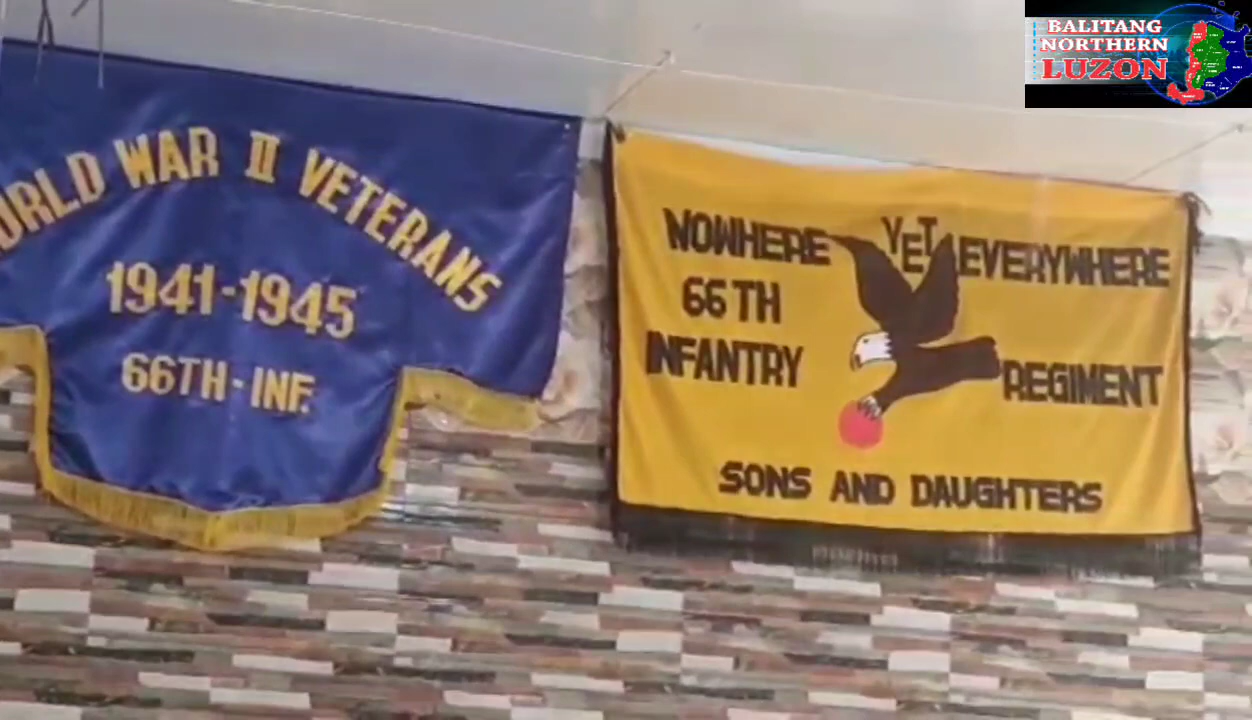 WORLD WAR II VETERANS
1941-1945
66TH-INF.
NOWHERE YET EVERYWHERE
66TH
INFANTRY REGIMENT
SONS AND DAUGHTERS
BALITANG
NORTHERN
LUZON